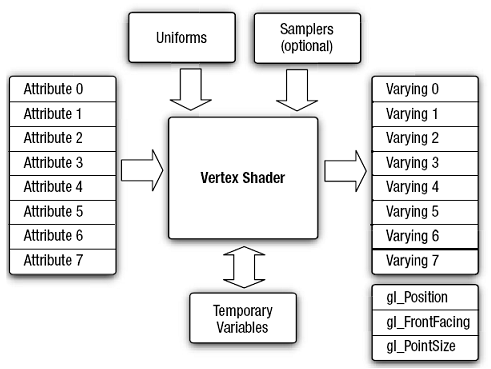 Uniforms
Samplers
(optional)
Attribute 0
Attribute 1
Attribute 2
Attribute 3
Attribute 4
Attribute 5
Attribute 6
Attribute 7
Vertex Shader
Varying 0
Varying 1
Varying 2
Varying 3
Varying 4
Varying 5
Varying 6
Varying 7
Temporary
Variables
gl_Position
gl_FrontFacing
gl_PointSize